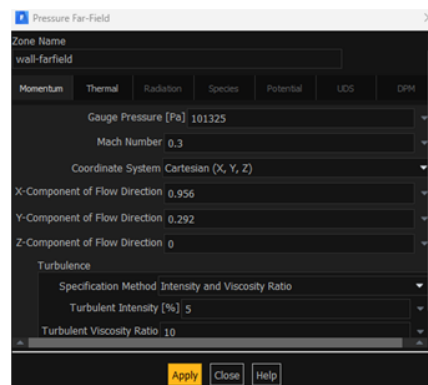 Pressure Far-Field
Zone Name
wall-farfield
Momentum Thermal Radiation Species Potential UDS DPM
Gauge Pressure [Pa] 101325
Mach Number 0.3
Coordinate System Cartesian (X, Y, Z)
X-Component of Flow Direction 0.956
Y-Component of Flow Direction 0.292
Z-Component of Flow Direction 0
Turbulence
Specification Method Intensity and Viscosity Ratio
Turbulent Intensity [%] 5
Turbulent Viscosity Ratio 10
Apply Close Help